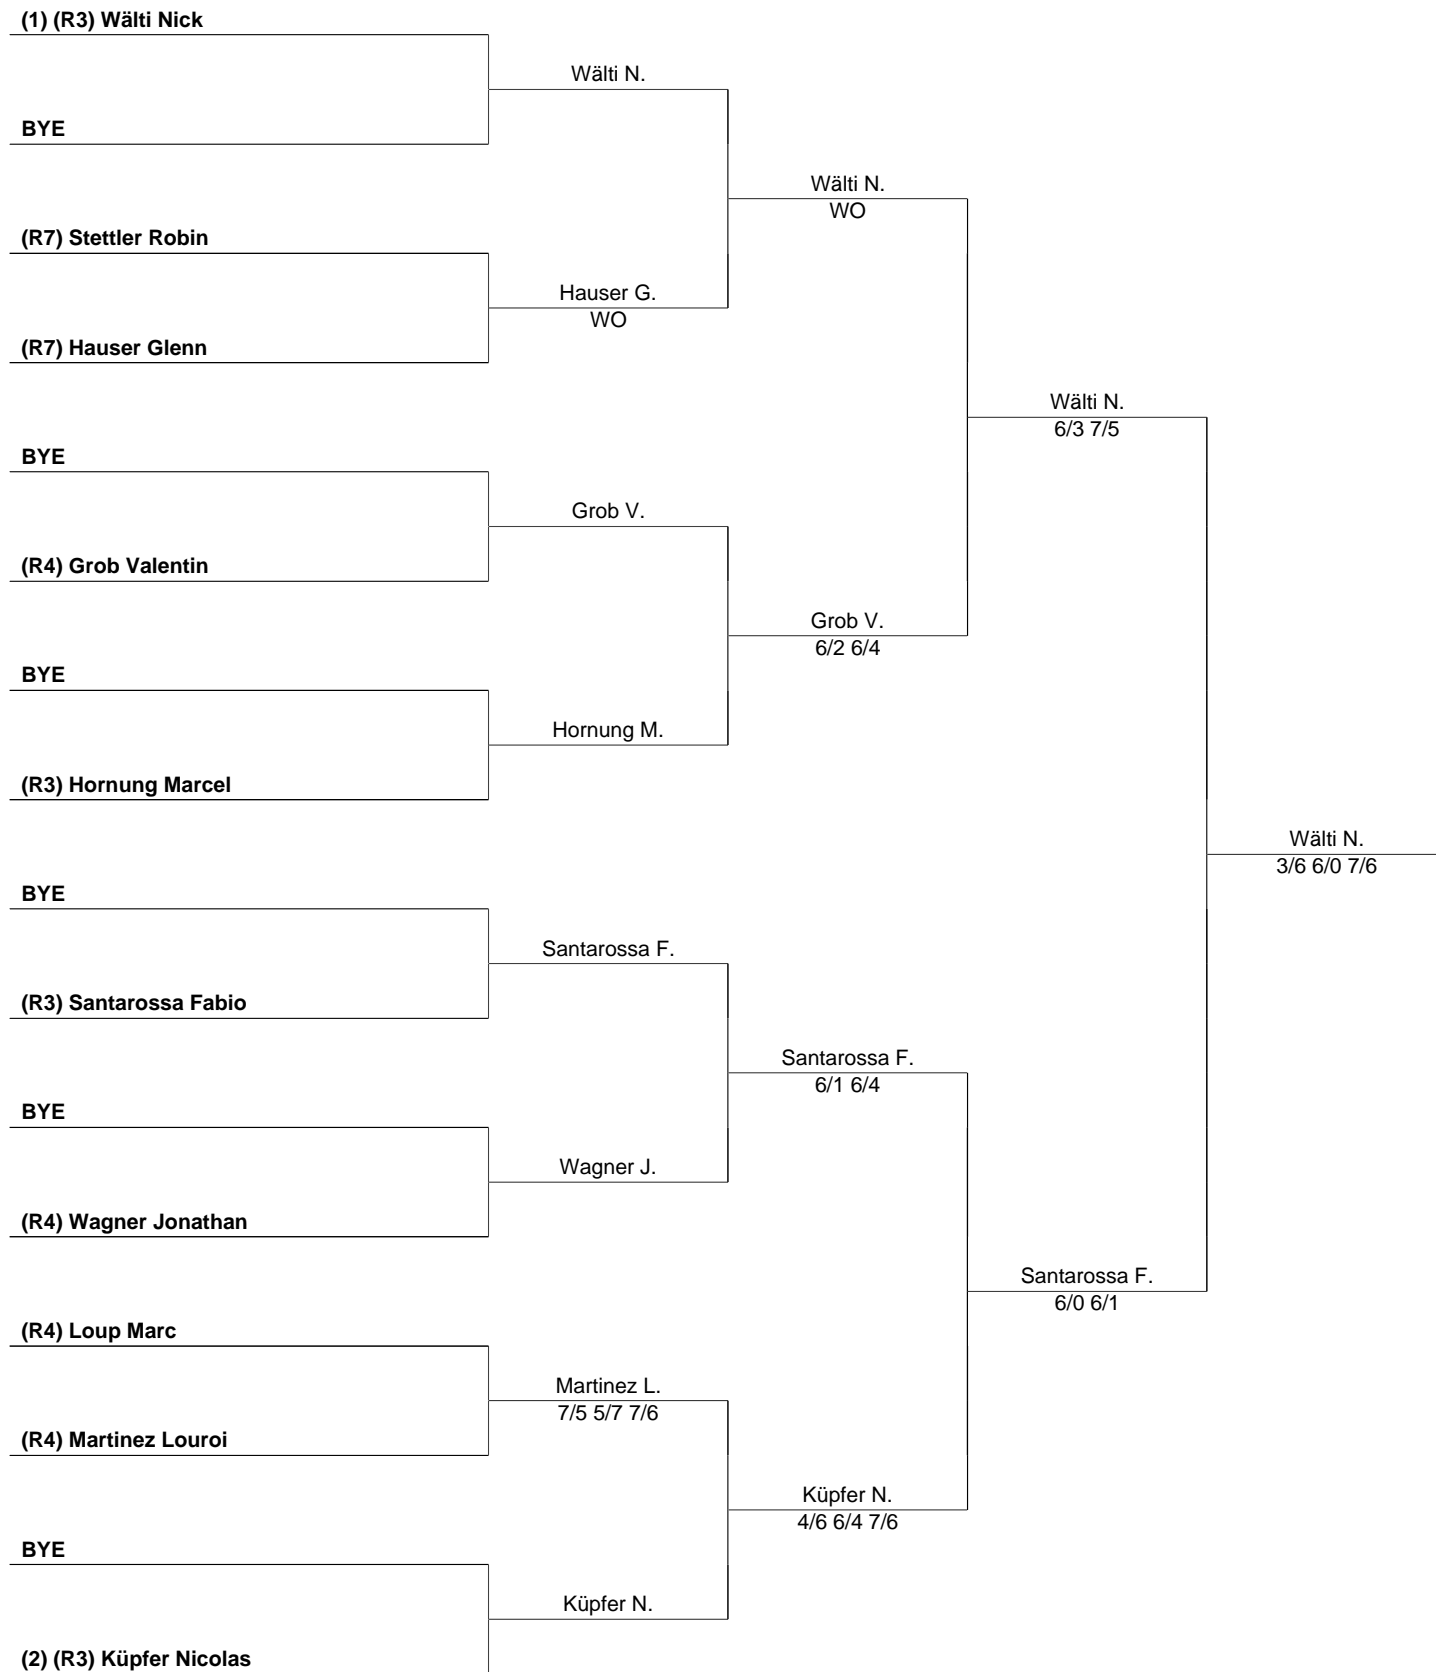 (1) (R3) Wälti Nick
Wälti N.
BYE
Wälti N.
WO
(R7) Stettler Robin
Hauser G.
WO
(R7) Hauser Glenn
Wälti N.
6/3 7/5
BYE
Grob V.
(R4) Grob Valentin
Grob V.
6/2 6/4
BYE
Hornung M.
(R3) Hornung Marcel
Wälti N.
3/6 6/0 7/6
BYE
Santarossa F.
(R3) Santarossa Fabio
Santarossa F.
6/1 6/4
BYE
Wagner J.
(R4) Wagner Jonathan
Santarossa F.
6/0 6/1
(R4) Loup Marc
Martinez L.
7/5 5/7 7/6
(R4) Martinez Louroi
Küpfer N.
4/6 6/4 7/6
BYE
Küpfer N.
(2) (R3) Küpfer Nicolas